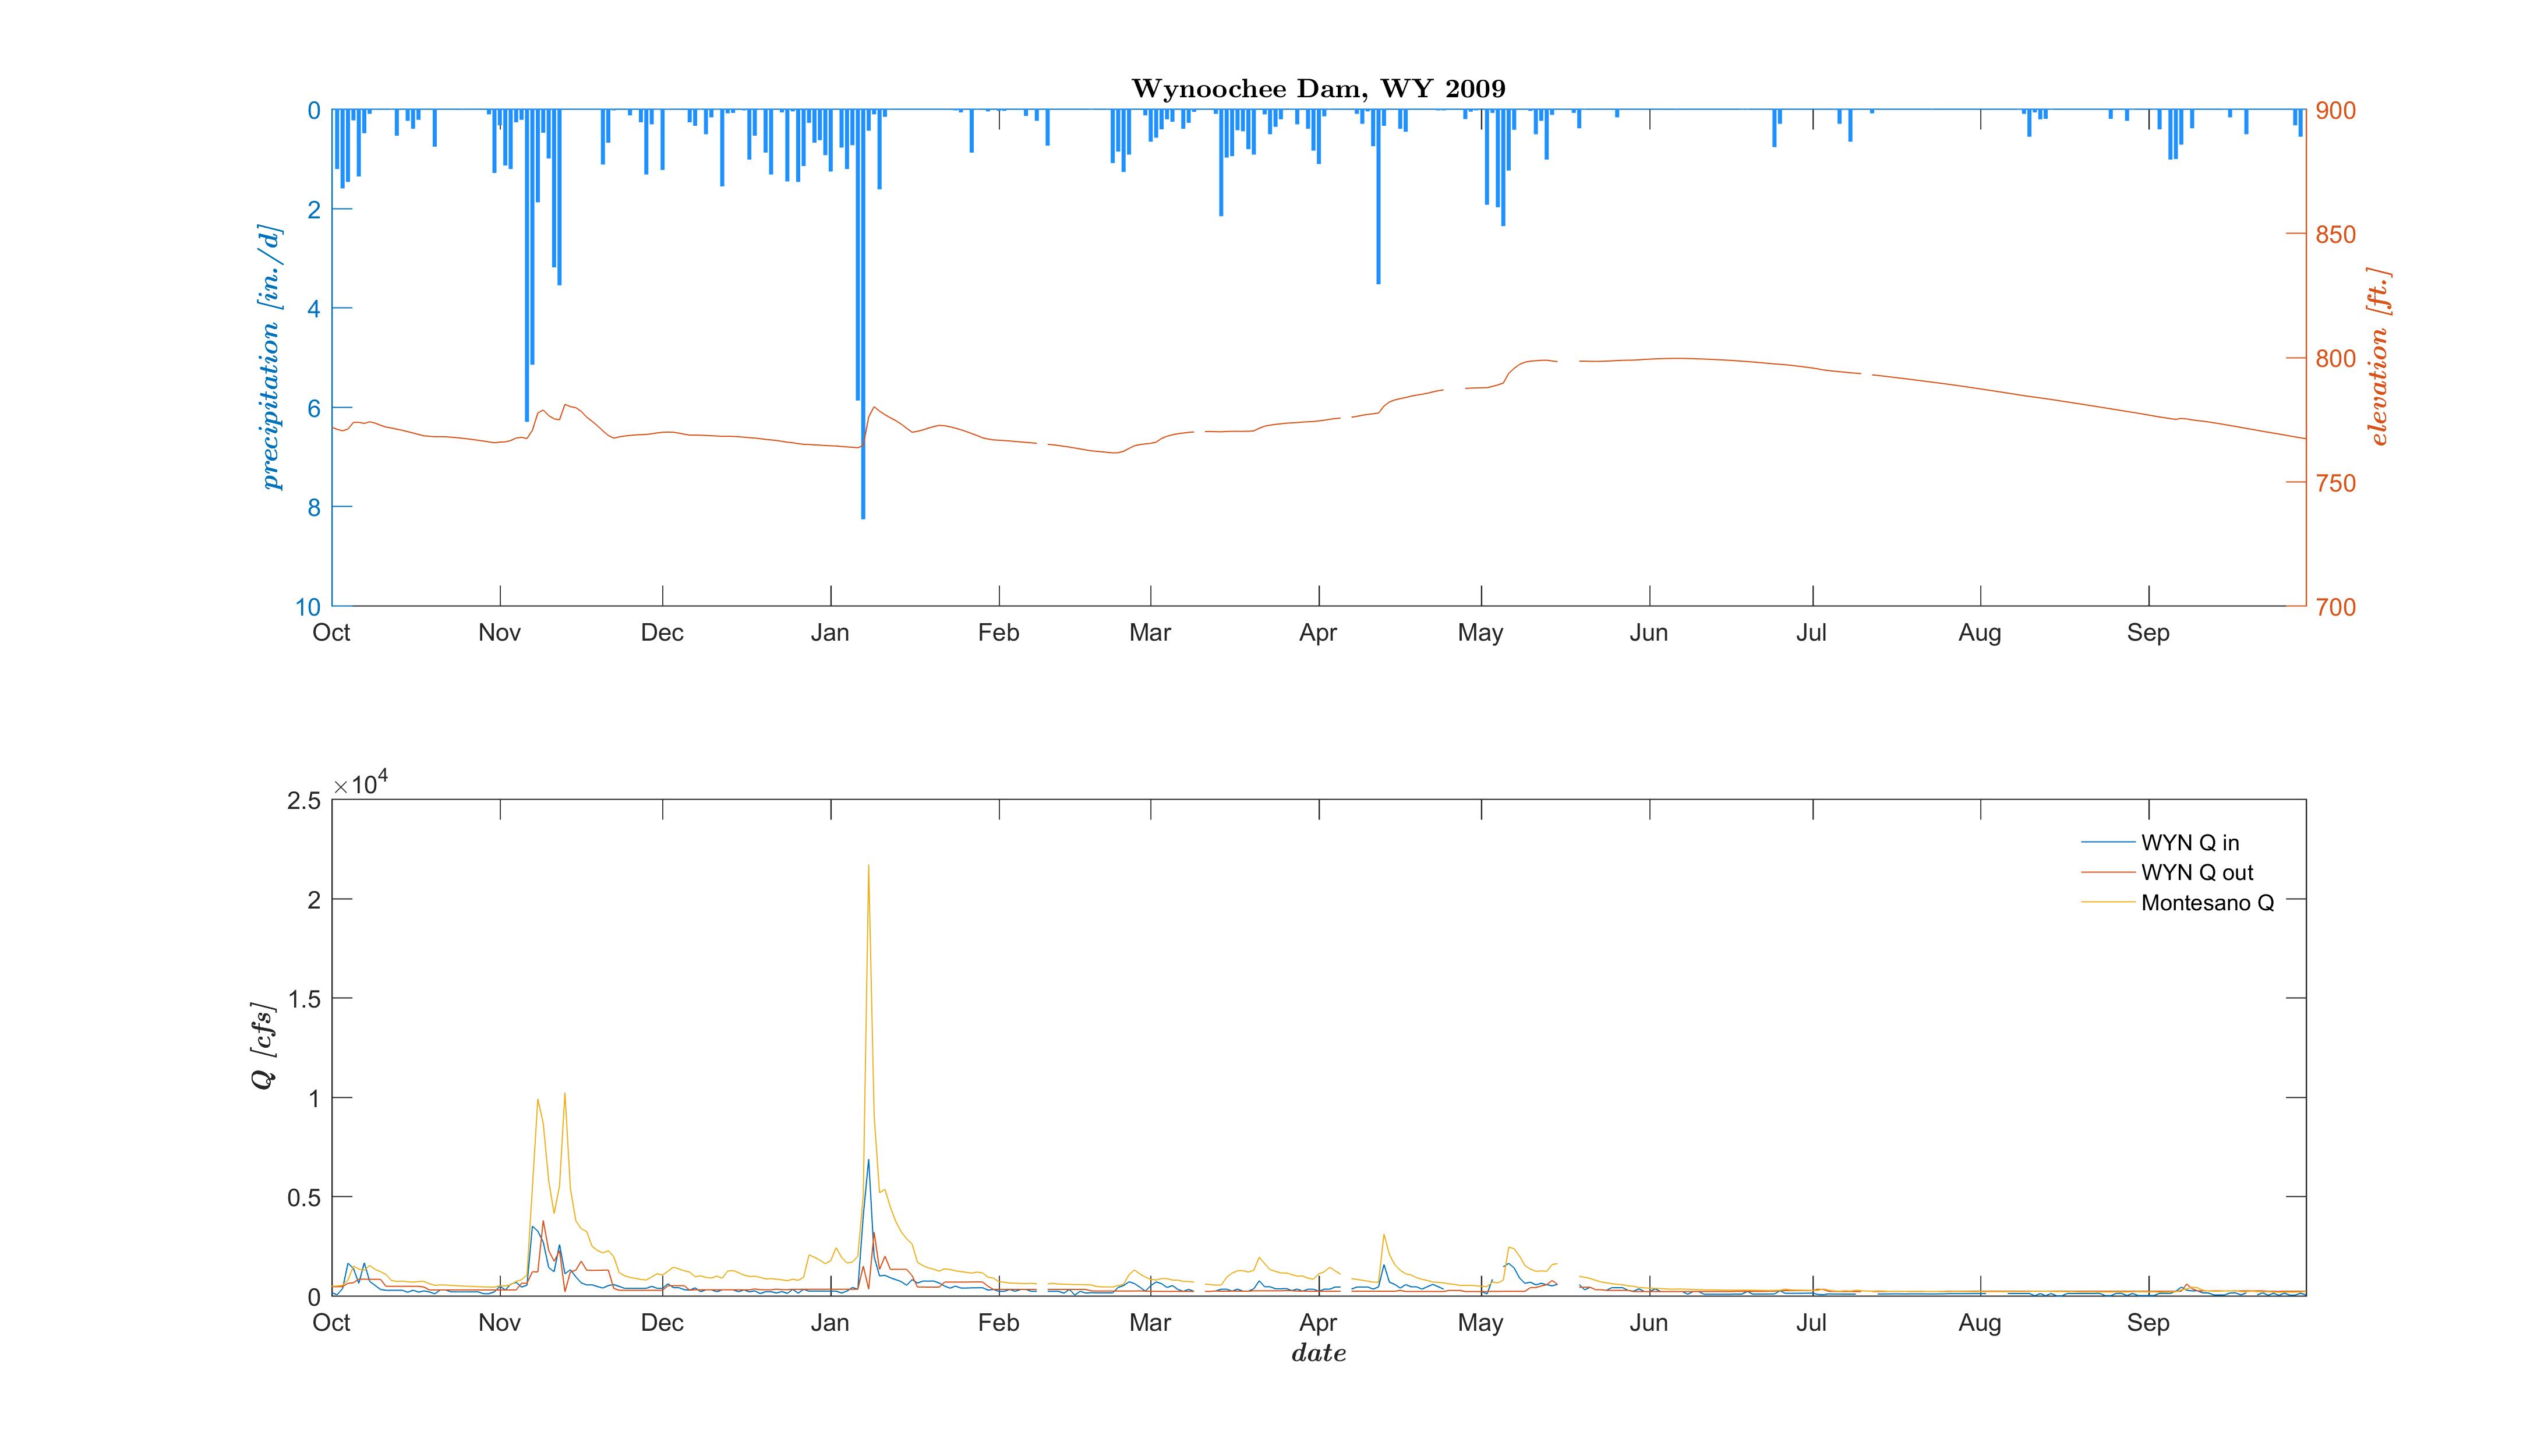 Wynoochee Dam, WY 2009
precipitation [in./d]
0
2
4
6
8
10
elevation [ft.]
900
850
800
750
700
Oct Nov Dec Jan Feb Mar Apr May Jun Jul Aug Sep
×10^4
Q [cfs]
2.5
2
1.5
1
0.5
0
WYN Q in
WYN Q out
Montesano Q
Oct Nov Dec Jan Feb Mar Apr May Jun Jul Aug Sep
date